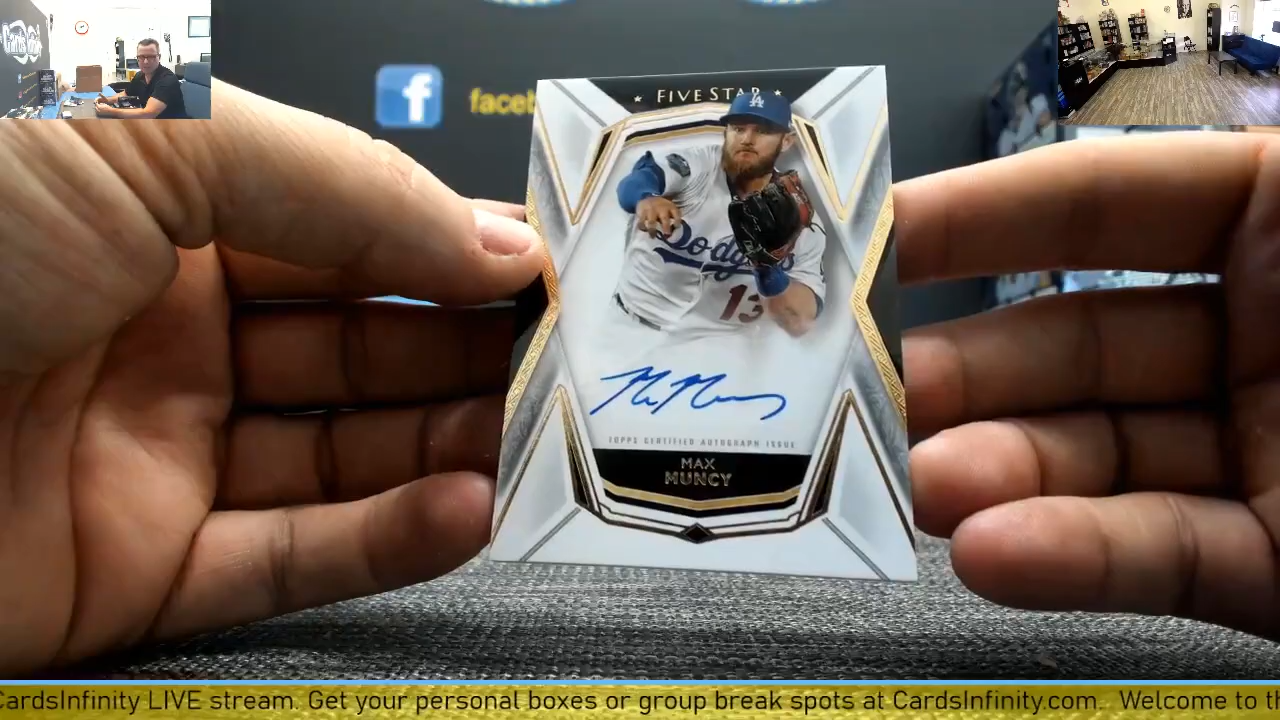 f
faceb
★ FIVE STAR ★
LA
Dodgers
13
TOPPS CERTIFIED AUTOGRAPH ISSUE
MAX
MUNCY
CardsInfinity LIVE stream. Get your personal boxes or group break spots at CardsInfinity.com. Welcome to th